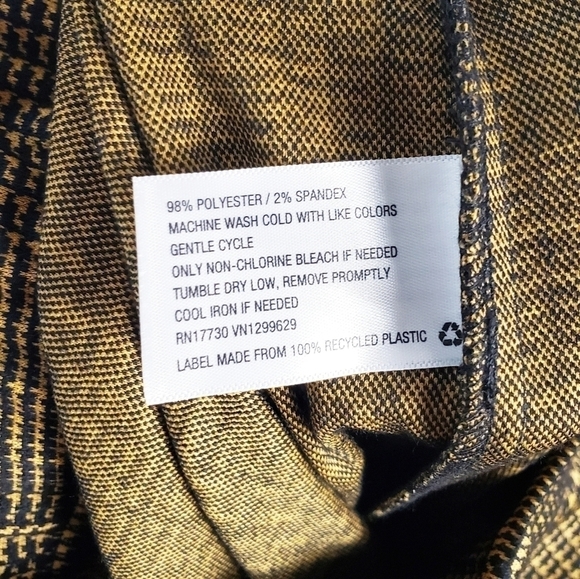 98% POLYESTER / 2% SPANDEX
MACHINE WASH COLD WITH LIKE COLORS
GENTLE CYCLE
ONLY NON-CHLORINE BLEACH IF NEEDED
TUMBLE DRY LOW, REMOVE PROMPTLY
COOL IRON IF NEEDED
RN17730 VN1299629
LABEL MADE FROM 100% RECYCLED PLASTIC